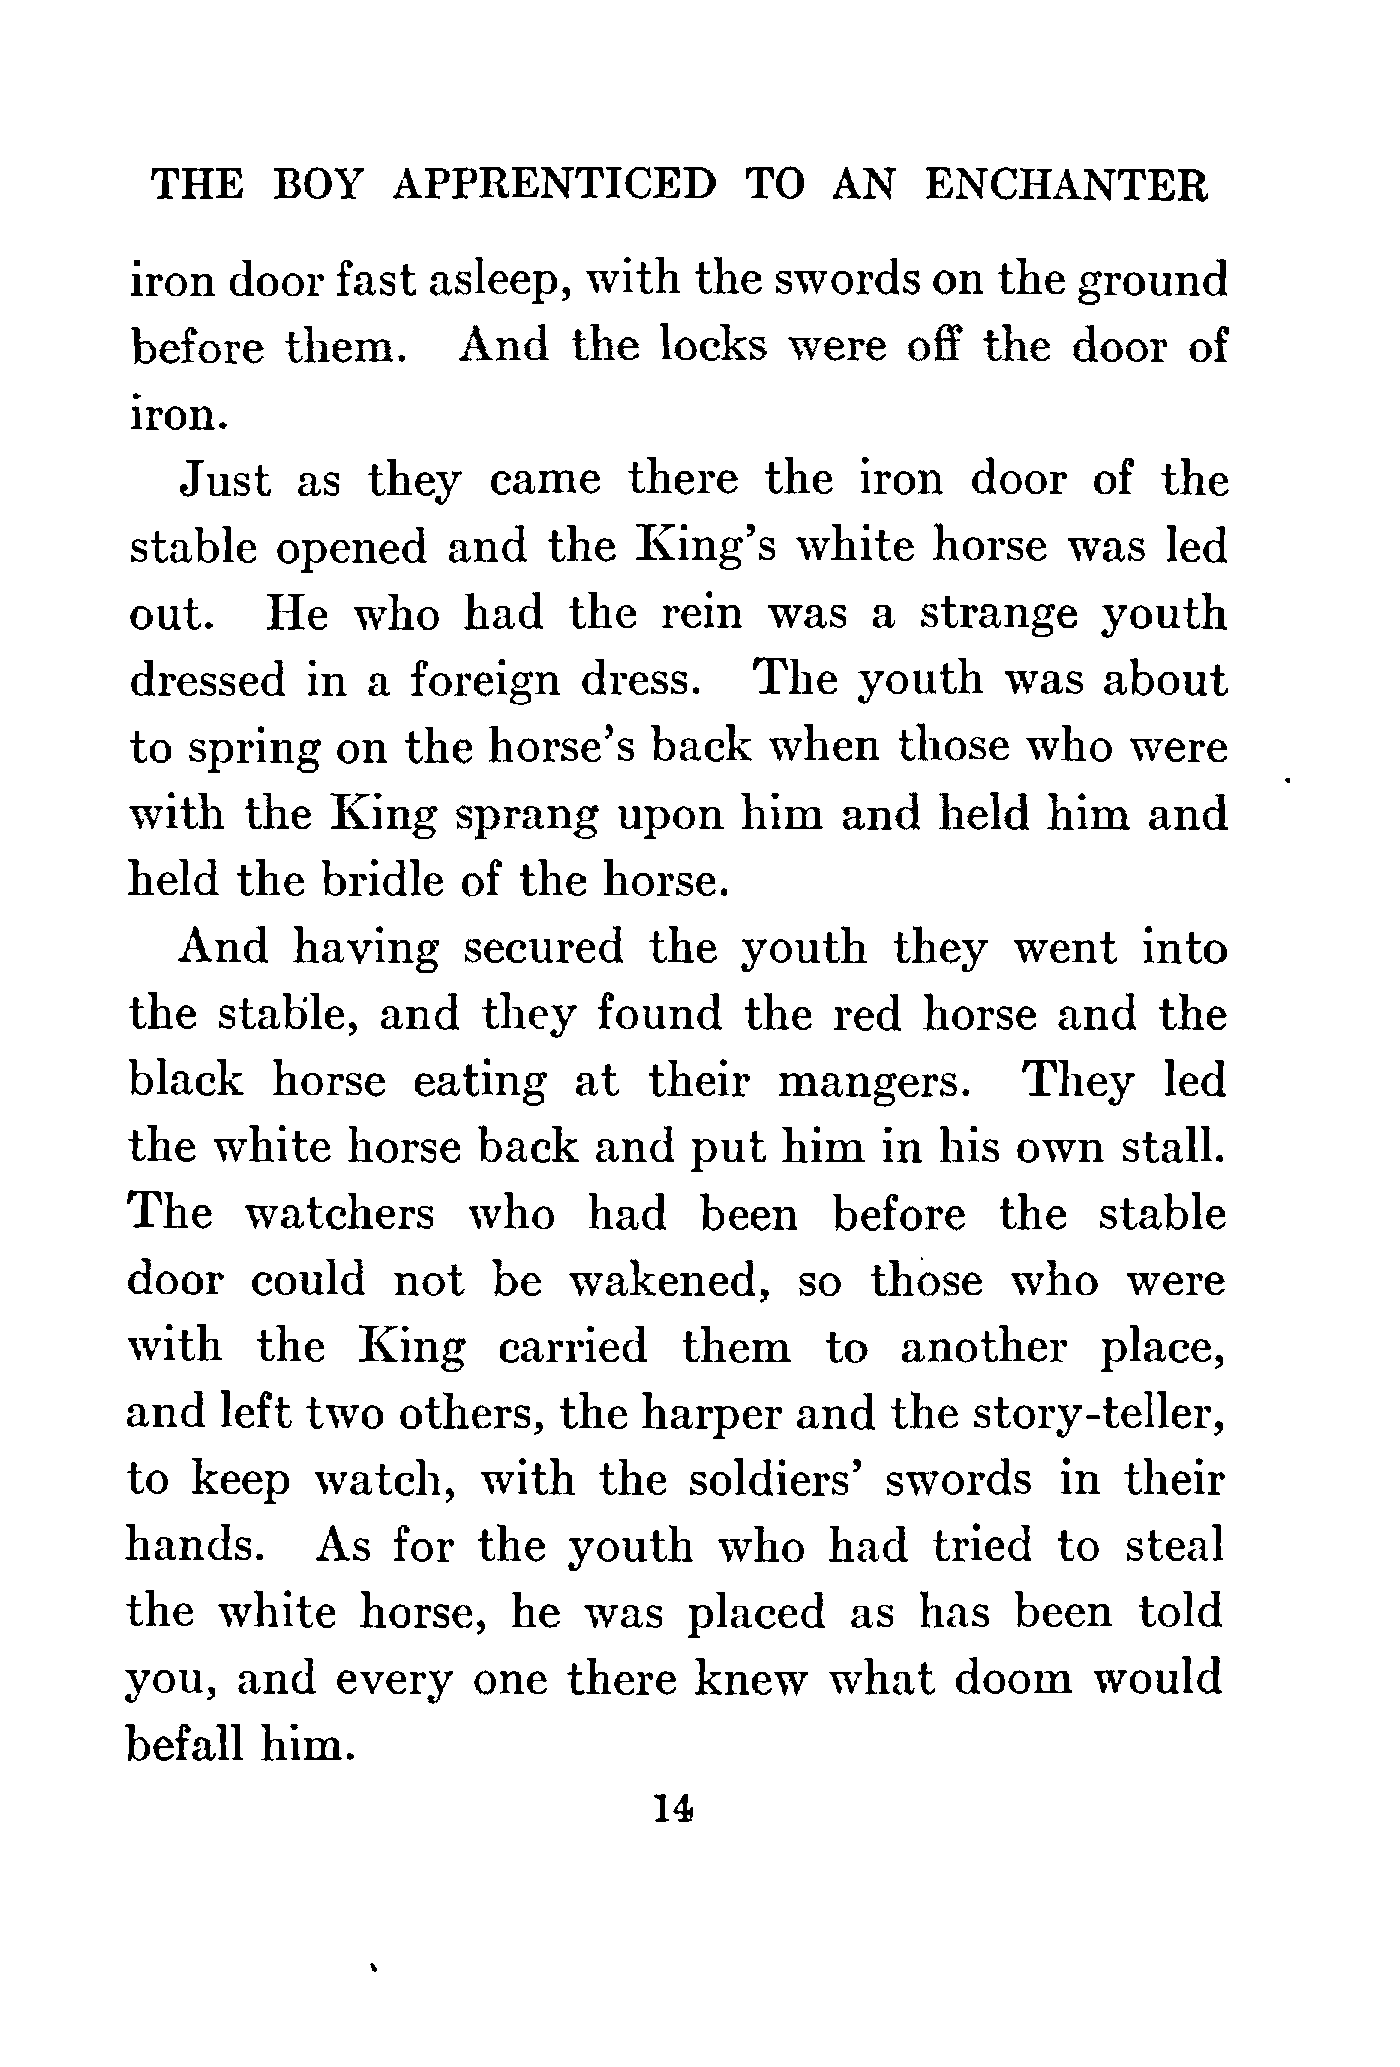 THE BOY APPRENTICED TO AN ENCHANTER
iron door fast asleep, with the swords on the ground
before them. And the locks were off the door of
iron.
Just as they came there the iron door of the
stable opened and the King's white horse was led
out. He who had the rein was a strange youth
dressed in a foreign dress. The youth was about
to spring on the horse's back when those who were
with the King sprang upon him and held him and
held the bridle of the horse.
And having secured the youth they went into
the stable, and they found the red horse and the
black horse eating at their mangers. They led
the white horse back and put him in his own stall.
The watchers who had been before the stable
door could not be wakened, so those who were
with the King carried them to another place,
and left two others, the harper and the story-teller,
to keep watch, with the soldiers' swords in their
hands. As for the youth who had tried to steal
the white horse, he was placed as has been told
you, and every one there knew what doom would
befall him.
14